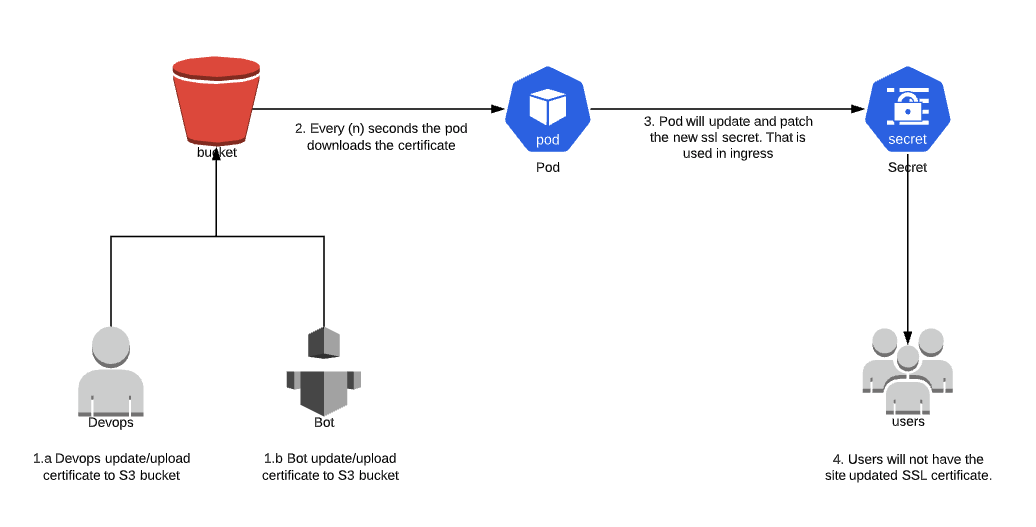 bucket
2. Every (n) seconds the pod
downloads the certificate
pod
Pod
3. Pod will update and patch
the new ssl secret. That is
used in ingress
secret
Secret
Devops
Bot
users
1.a Devops update/upload
certificate to S3 bucket
1.b Bot update/upload
certificate to S3 bucket
4. Users will not have the
site updated SSL certificate.